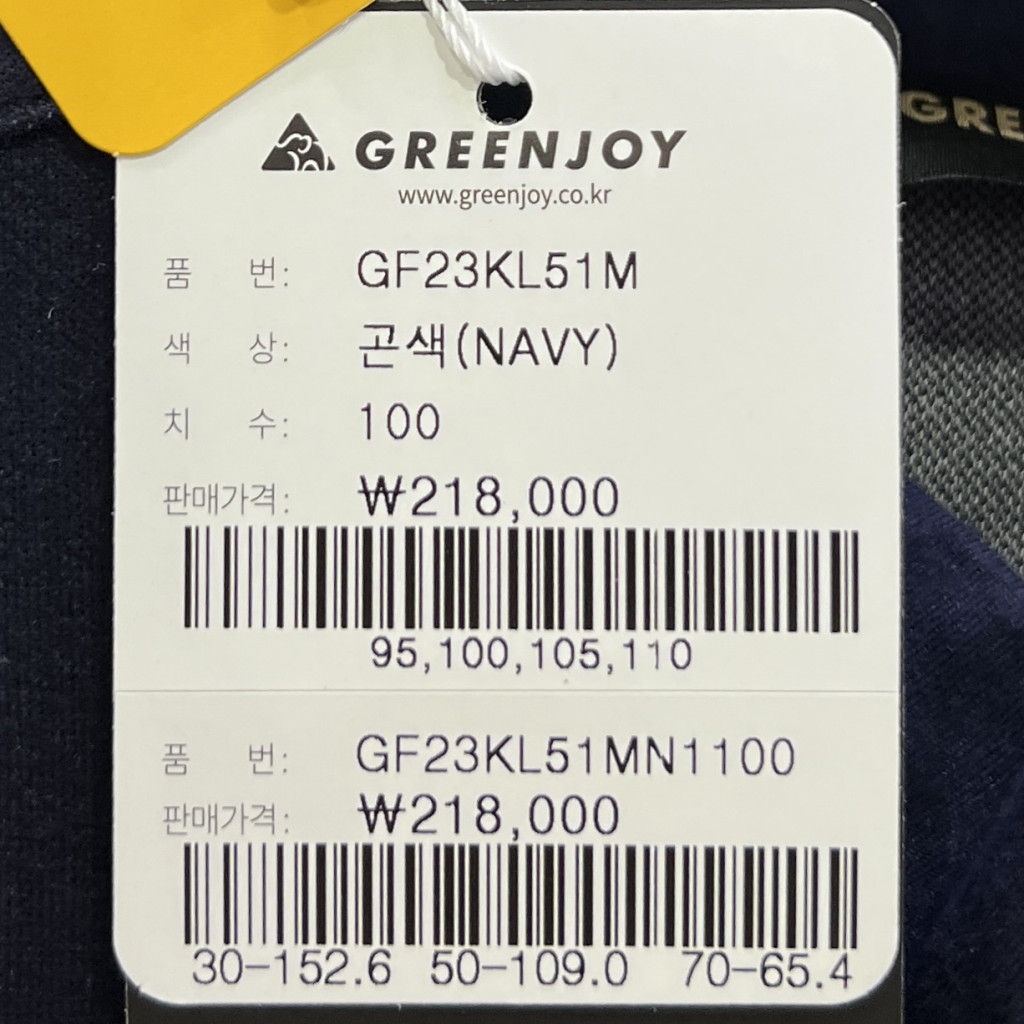 GREENJOY
www.greenjoy.co.kr
GRE
품 번: GF23KL51M
색 상: 곤색(NAVY)
치 수: 100
판매가격: ₩218,000
95,100,105,110
품 번: GF23KL51MN1100
판매가격: ₩218,000
30-152.6 50-109.0 70-65.4